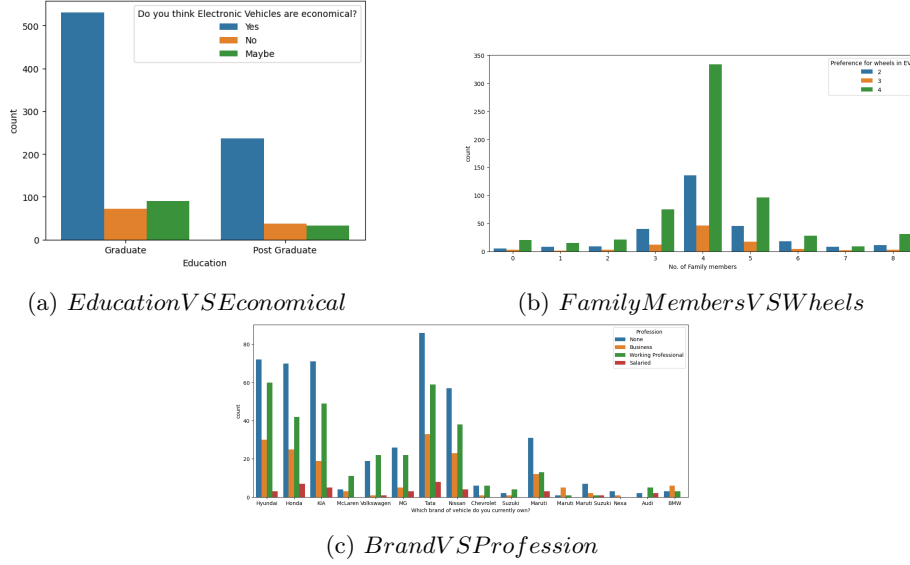 Do you think Electronic Vehicles are economical?
Yes
No
Maybe
500
400
300
200
100
0
count
Graduate
Post Graduate
Education
(a) EducationVSEconomical
Preference for wheels in EV
2
3
4
350
300
250
200
150
100
50
0
count
0 1 2 3 4 5 6 7 8
No. of Family members
(b) FamilyMembersVSWheels
Profession
None
Business
Working Professional
Salaried
80
60
40
20
0
count
Hyundai Honda KIA McLaren Volkswagen MG Tata Nissan Chevrolet Suzuki Maruti Maruti Maruti Suzuki Nexa Audi BMW
Which brand of vehicle do you currently own?
(c) BrandVSProfession